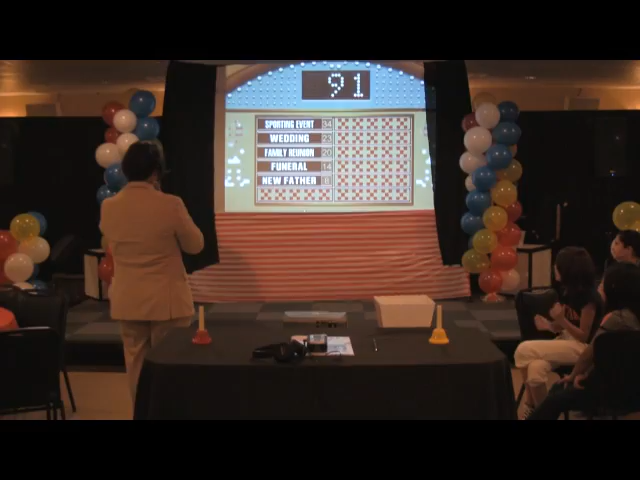 91
SPORTING EVENT 34
WEDDING 23
FAMILY REUNION 20
FUNERAL 14
NEW FATHER